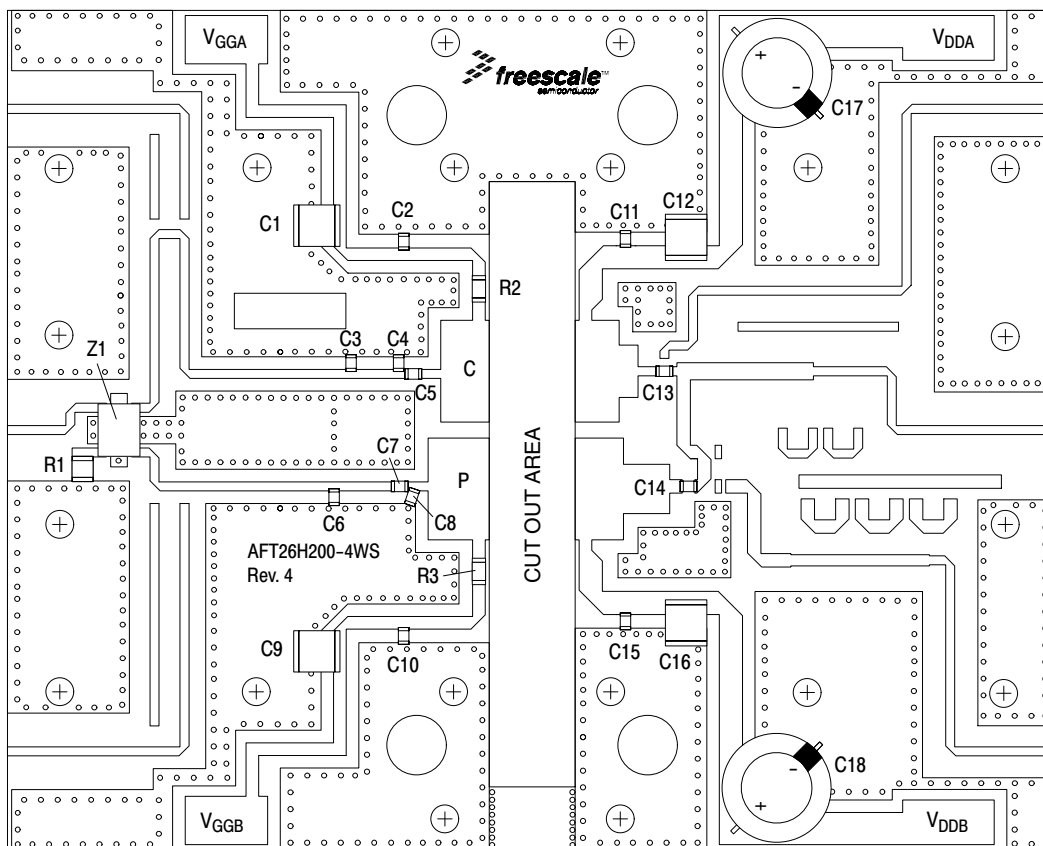 VGGA
freescale™
semiconductor
VDDA
+
-
C17
C1
C2
C11
C12
R2
Z1
C3
C4
C5
C
C13
R1
C7
P
C14
C6
C8
CUT OUT AREA
AFT26H200-4WS
Rev. 4
R3
C9
C10
C15
C16
-
C18
+
VGGB
VDDB